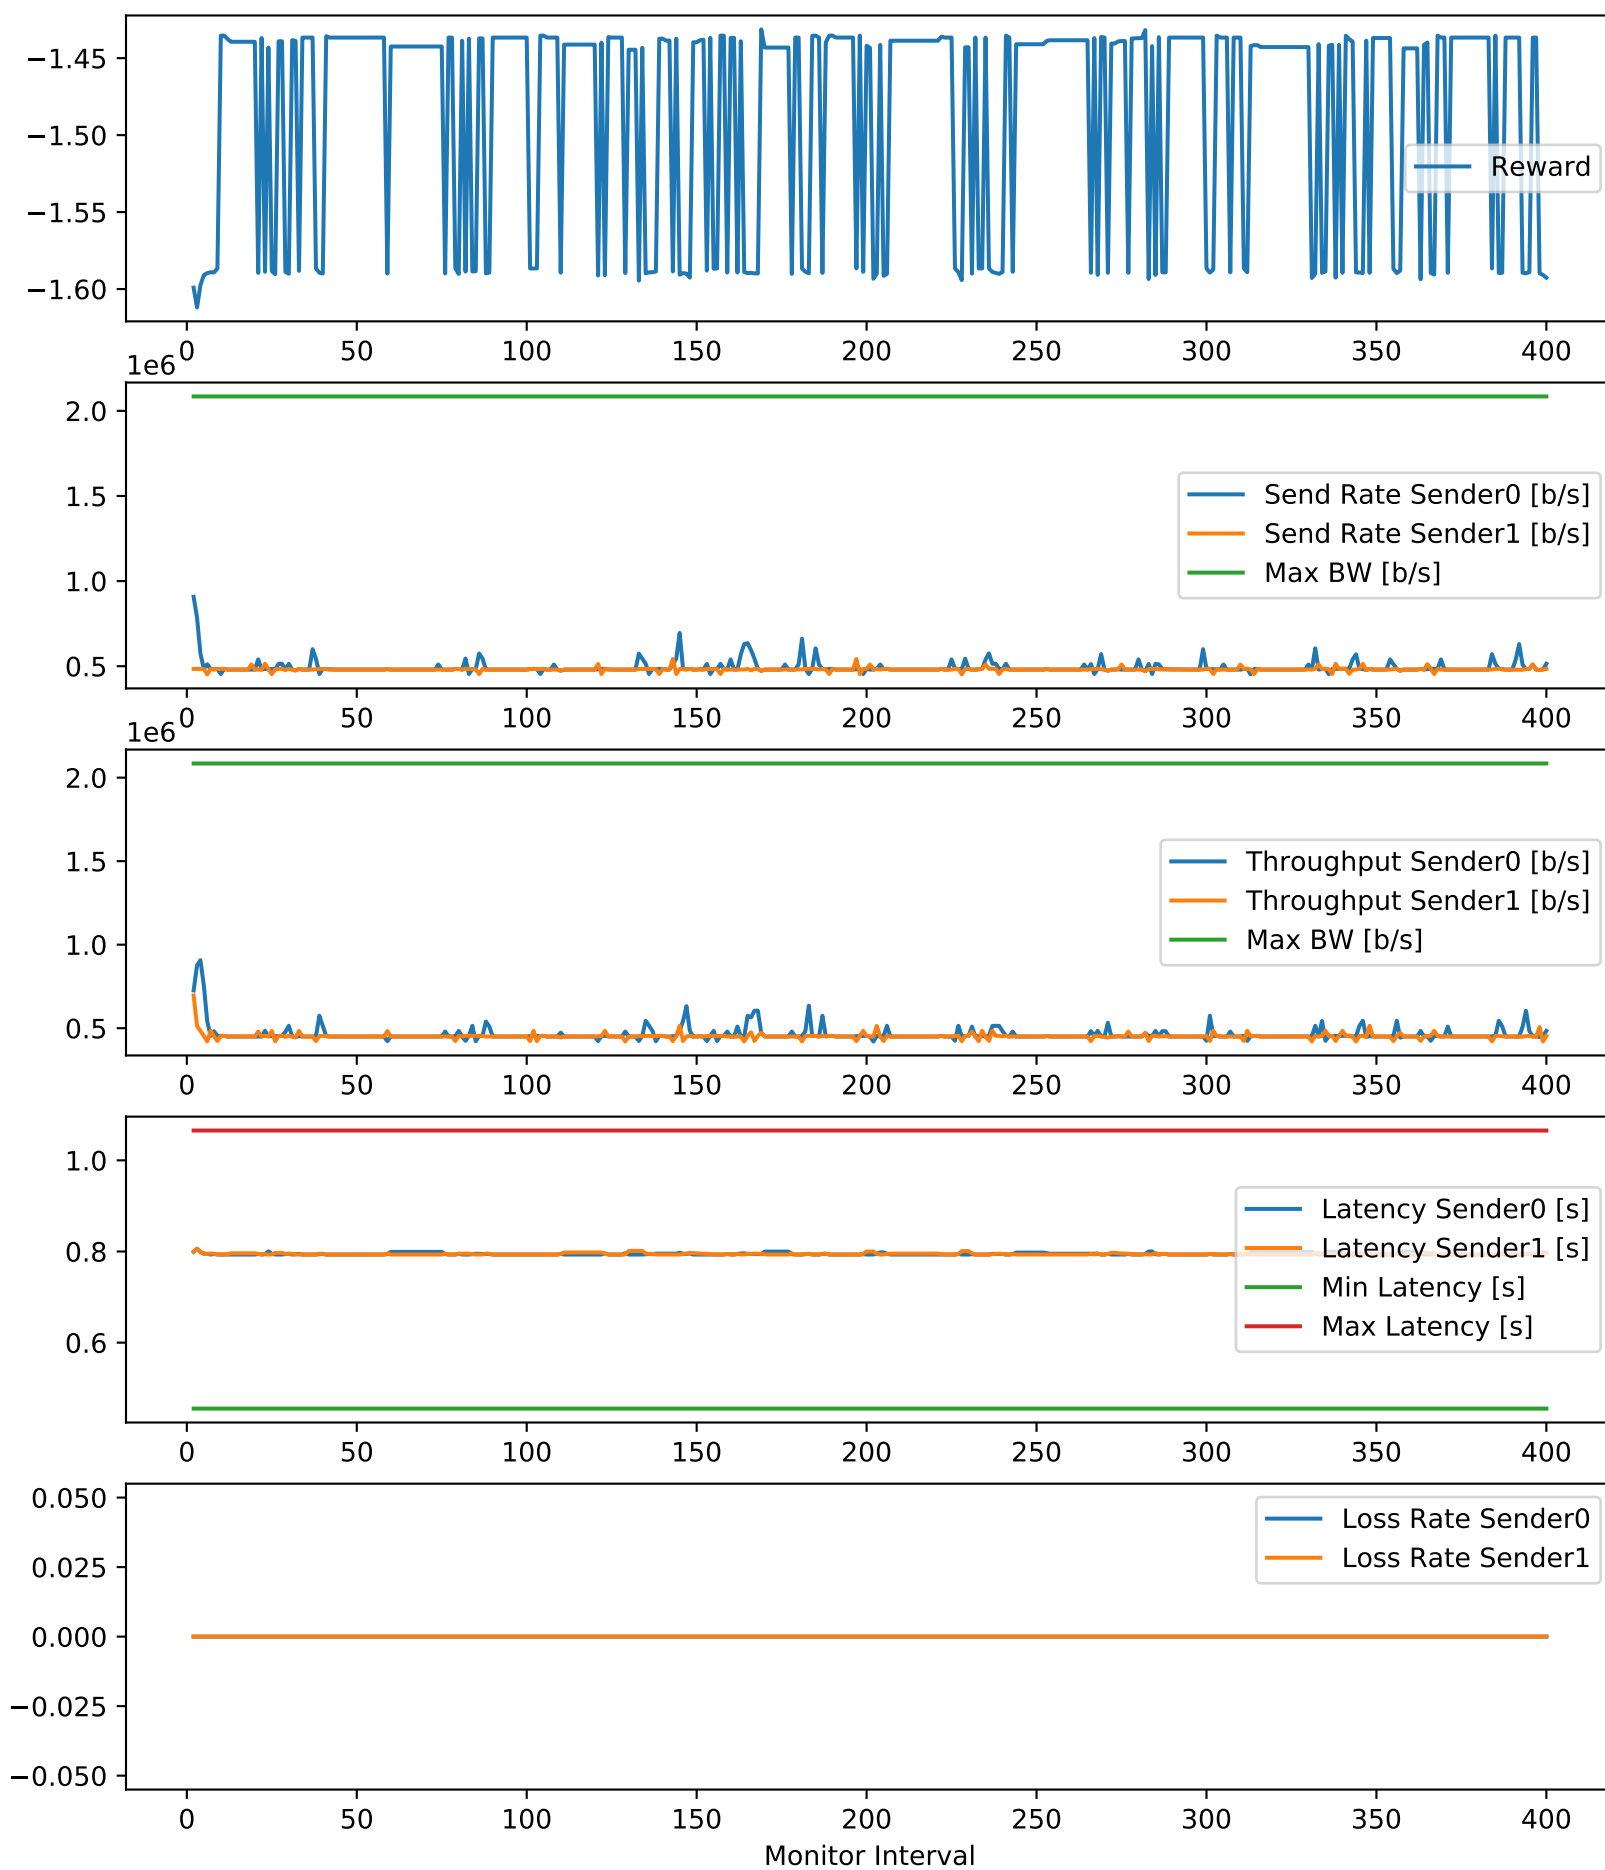 −1.45
−1.50
−1.55
−1.60
Reward
0 50 100 150 200 250 300 350 400
1e6
2.0
1.5
1.0
0.5
Send Rate Sender0 [b/s]
Send Rate Sender1 [b/s]
Max BW [b/s]
0 50 100 150 200 250 300 350 400
1e6
2.0
1.5
1.0
0.5
Throughput Sender0 [b/s]
Throughput Sender1 [b/s]
Max BW [b/s]
0 50 100 150 200 250 300 350 400
1.0
0.8
0.6
Latency Sender0 [s]
Latency Sender1 [s]
Min Latency [s]
Max Latency [s]
0 50 100 150 200 250 300 350 400
0.050
0.025
0.000
−0.025
−0.050
Loss Rate Sender0
Loss Rate Sender1
0 50 100 150 200 250 300 350 400
Monitor Interval